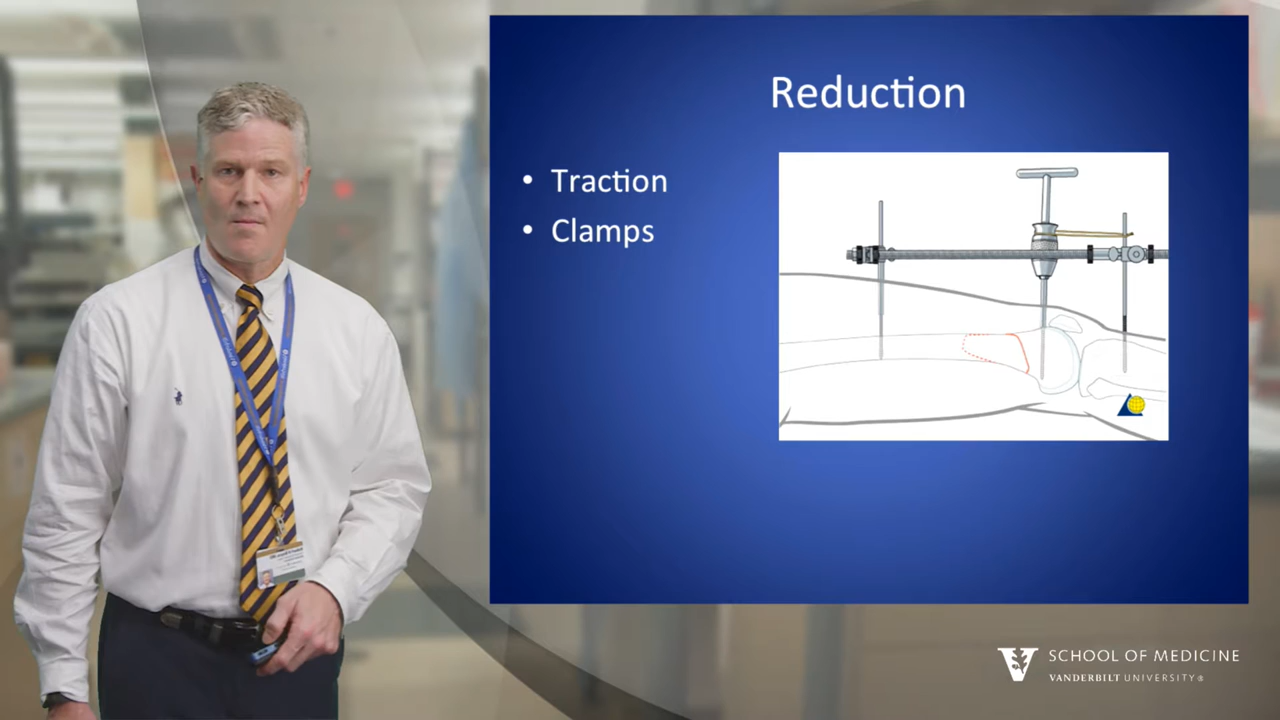 Reduction
• Traction
• Clamps
SCHOOL OF MEDICINE
VANDERBILT UNIVERSITY®